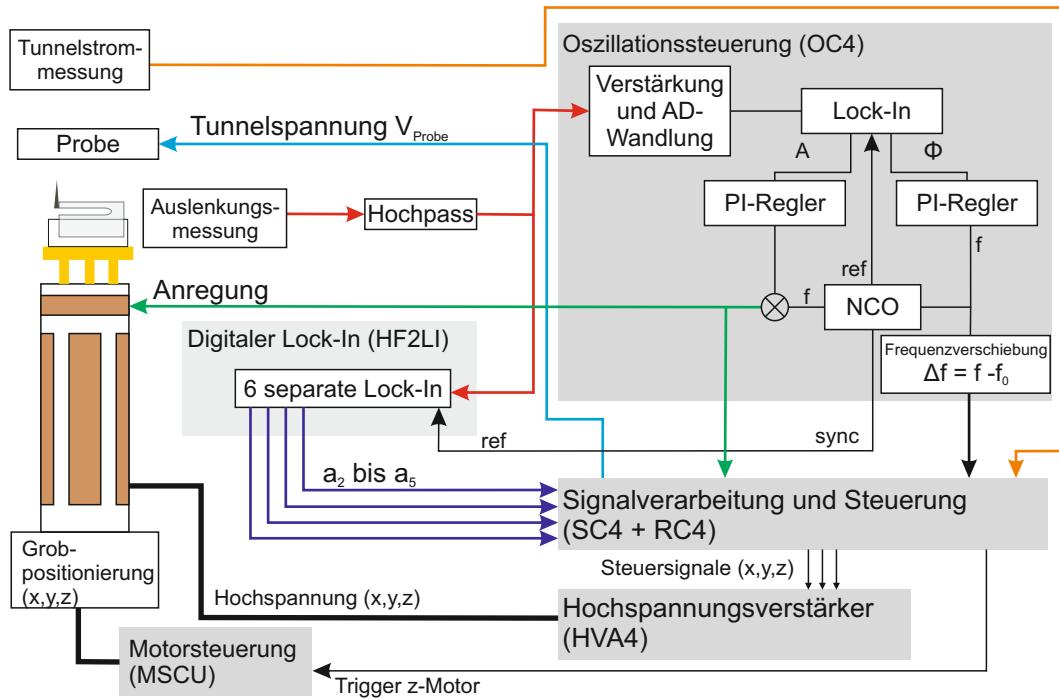 Tunnelstrom-
messung
Oszillationssteuerung (OC4)
Verstärkung
und AD-
Wandlung
Lock-In
A
Φ
PI-Regler
PI-Regler
f
ref
f
NCO
Frequenzverschiebung
Δf = f -f₀
Probe
Tunnelspannung V_Probe
Auslenkungs-
messung
Hochpass
Anregung
Digitaler Lock-In (HF2LI)
6 separate Lock-In
ref
sync
a₂ bis a₅
Signalverarbeitung und Steuerung
(SC4 + RC4)
Steuersignale (x,y,z)
Grob-
positionierung
(x,y,z)
Hochspannung (x,y,z)
Hochspannungsverstärker
(HVA4)
Motorsteuerung
(MSCU)
Trigger z-Motor